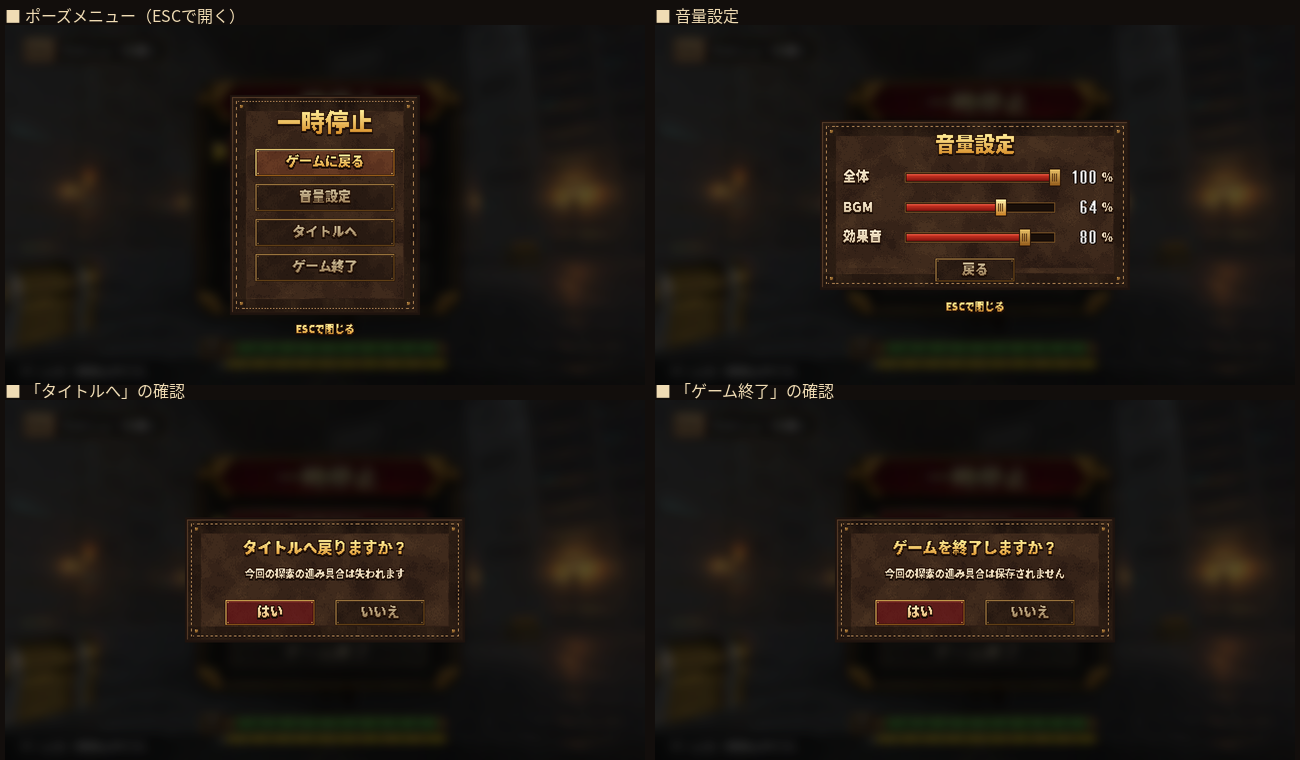 ■ ポーズメニュー（ESCで開く）
一時停止
ゲームに戻る
音量設定
タイトルへ
ゲーム終了
ESCで閉じる
■ 音量設定
音量設定
全体 100 %
BGM 64 %
効果音 80 %
戻る
ESCで閉じる
■ 「タイトルへ」の確認
タイトルへ戻りますか？
今回の探索の進み具合は失われます
はい いいえ
■ 「ゲーム終了」の確認
ゲームを終了しますか？
今回の探索の進み具合は保存されません
はい いいえ